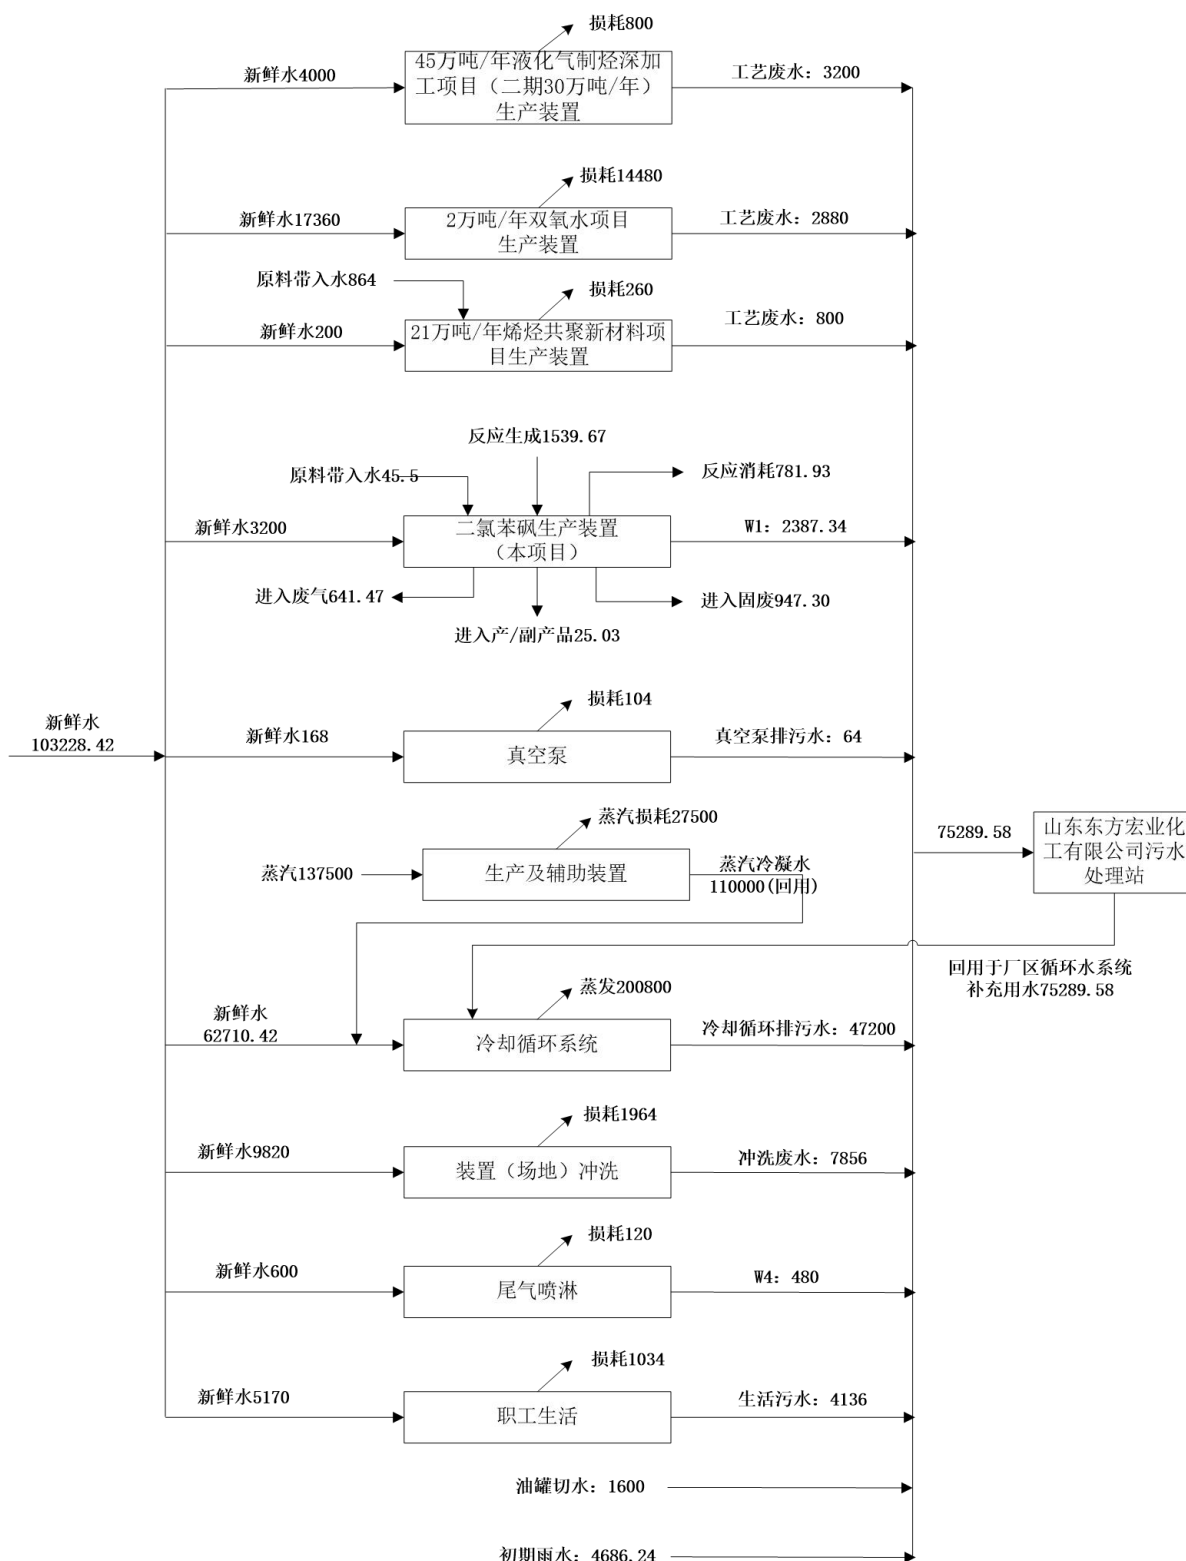 损耗800
新鲜水4000
45万吨/年液化气制烃深加
工项目（二期30万吨/年）
生产装置
工艺废水：3200
损耗14480
新鲜水17360
2万吨/年双氧水项目
生产装置
工艺废水：2880
原料带入水864
损耗260
新鲜水200
21万吨/年烯烃共聚新材料项
目生产装置
工艺废水：800
反应生成1539.67
原料带入水45.5
反应消耗781.93
新鲜水3200
二氯苯砜生产装置
（本项目）
W1：2387.34
进入废气641.47
进入产/副产品25.03
进入固废947.30
新鲜水
103228.42
损耗104
新鲜水168
真空泵
真空泵排污水：64
蒸汽损耗27500
蒸汽137500
生产及辅助装置
蒸汽冷凝水
110000(回用)
75289.58
山东东方宏业化
工有限公司污水
处理站
回用于厂区循环水系统
补充用水75289.58
蒸发200800
新鲜水
62710.42
冷却循环系统
冷却循环排污水：47200
损耗1964
新鲜水9820
装置（场地）冲洗
冲洗废水：7856
损耗120
新鲜水600
尾气喷淋
W4：480
损耗1034
新鲜水5170
职工生活
生活污水：4136
油罐切水：1600
初期雨水：4686.24